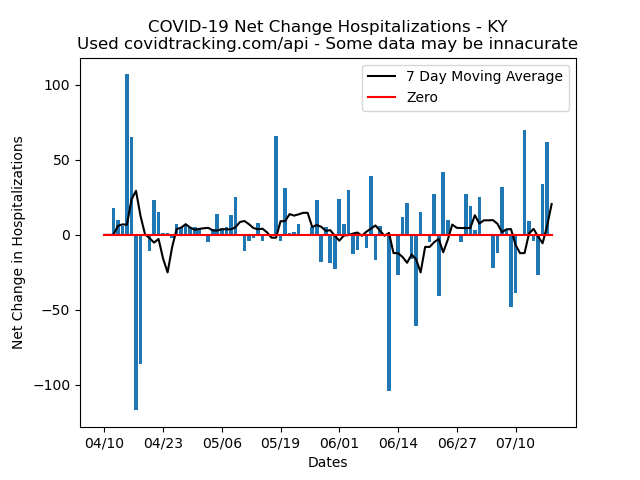 COVID-19 Net Change Hospitalizations - KY
Used covidtracking.com/api - Some data may be innacurate
7 Day Moving Average
Zero
100
50
0
−50
−100
Net Change in Hospitalizations
04/10 04/23 05/06 05/19 06/01 06/14 06/27 07/10
Dates